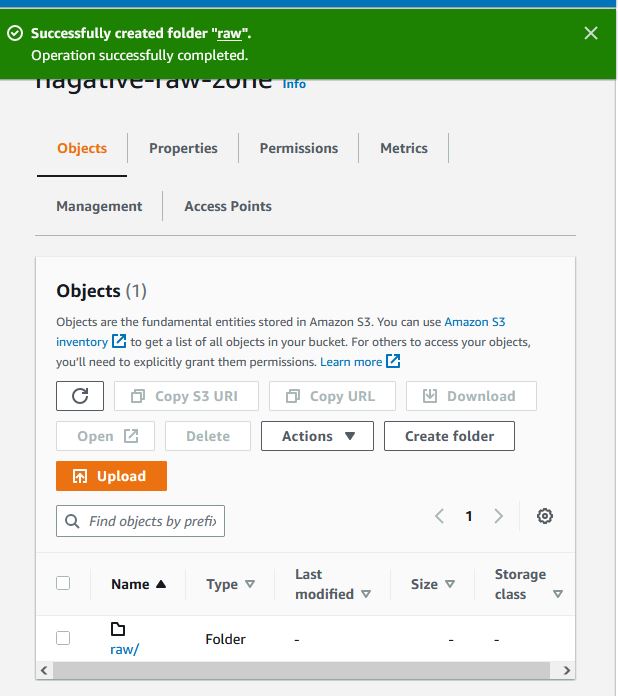 Successfully created folder "raw".
Operation successfully completed.
nagative-raw-zone Info
Objects Properties Permissions Metrics
Management Access Points
Objects (1)
Objects are the fundamental entities stored in Amazon S3. You can use Amazon S3
inventory to get a list of all objects in your bucket. For others to access your objects,
you'll need to explicitly grant them permissions. Learn more
Copy S3 URI Copy URL Download
Open Delete Actions Create folder
Upload
Find objects by prefix
1
Name Type Last modified Size Storage class
raw/ Folder - - -